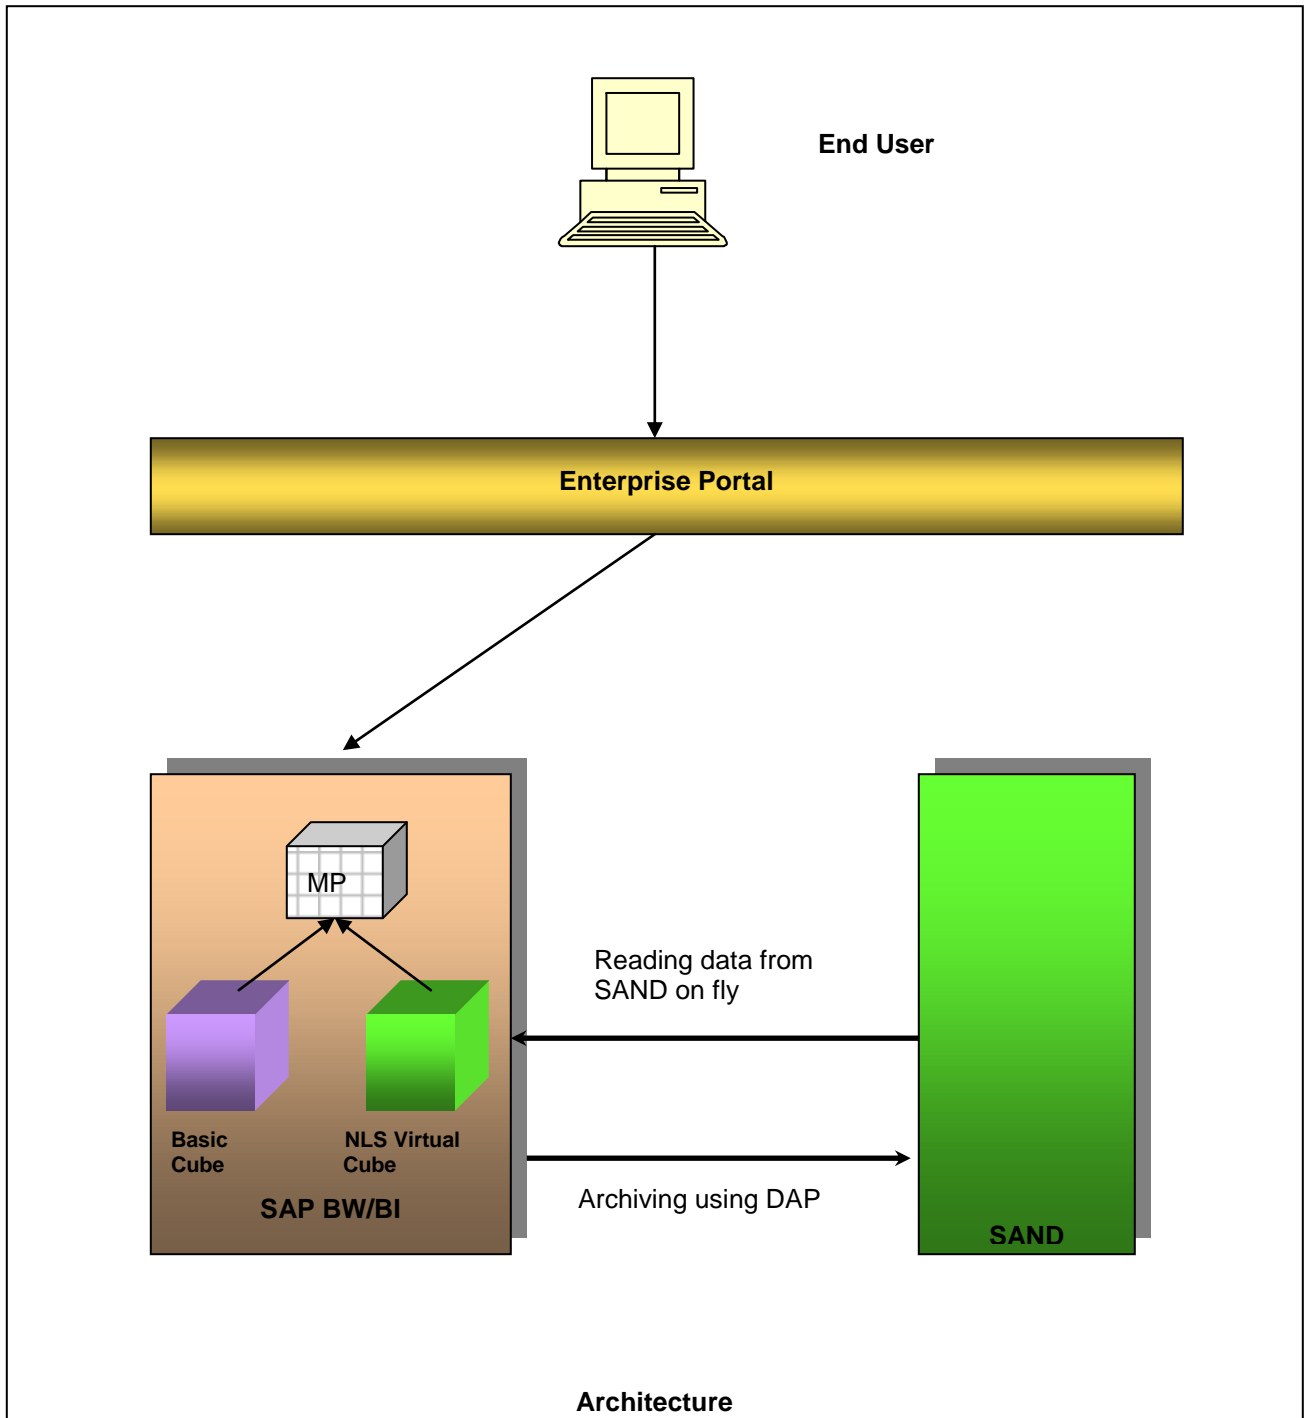 End User
Enterprise Portal
MP
Reading data from
SAND on fly
Basic
Cube
NLS Virtual
Cube
SAP BW/BI
Archiving using DAP
SAND
Architecture